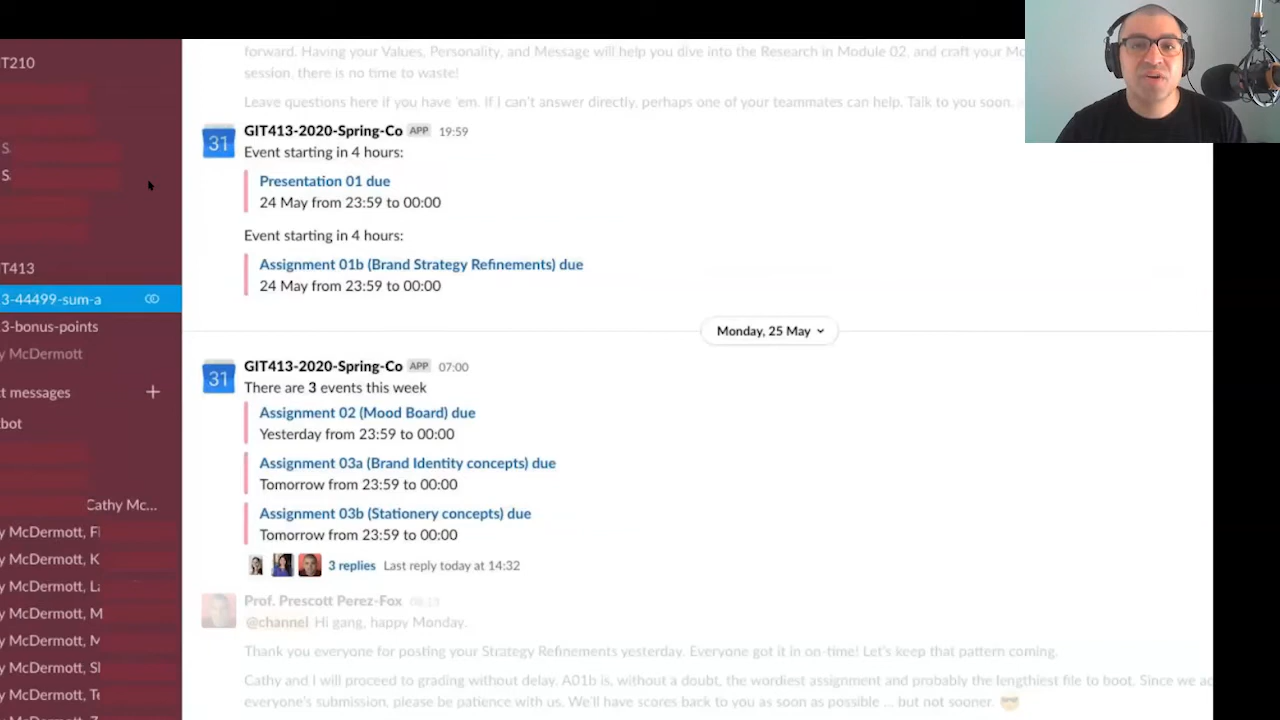 T210
S
S.
T413
3-44499-sum-a
3-bonus-points
y McDermott
ct messages
+
bot
Cathy Mc...
y McDermott, F
y McDermott, K
y McDermott, L
y McDermott, M
y McDermott, M
y McDermott, Sl
y McDermott, Te
forward. Having your Values, Personality, and Message will help you dive into the Research in Module 02, and craft your Mo
session, there is no time to waste!
Leave questions here if you have 'em. If I can't answer directly, perhaps one of your teammates can help. Talk to you soon.
31
GIT413-2020-Spring-Co APP 19:59
Event starting in 4 hours:
Presentation 01 due
24 May from 23:59 to 00:00
Event starting in 4 hours:
Assignment 01b (Brand Strategy Refinements) due
24 May from 23:59 to 00:00
Monday, 25 May
31
GIT413-2020-Spring-Co APP 07:00
There are 3 events this week
Assignment 02 (Mood Board) due
Yesterday from 23:59 to 00:00
Assignment 03a (Brand Identity concepts) due
Tomorrow from 23:59 to 00:00
Assignment 03b (Stationery concepts) due
Tomorrow from 23:59 to 00:00
3 replies Last reply today at 14:32
Prof. Prescott Perez-Fox
@channel Hi gang, happy Monday.
Thank you everyone for posting your Strategy Refinements yesterday. Everyone got it in on-time! Let's keep that pattern coming.
Cathy and I will proceed to grading without delay. A01b is, without a doubt, the wordiest assignment and probably the lengthiest file to boot. Since we ac
everyone's submission, please be patience with us. We'll have scores back to you as soon as possible ... but not sooner.